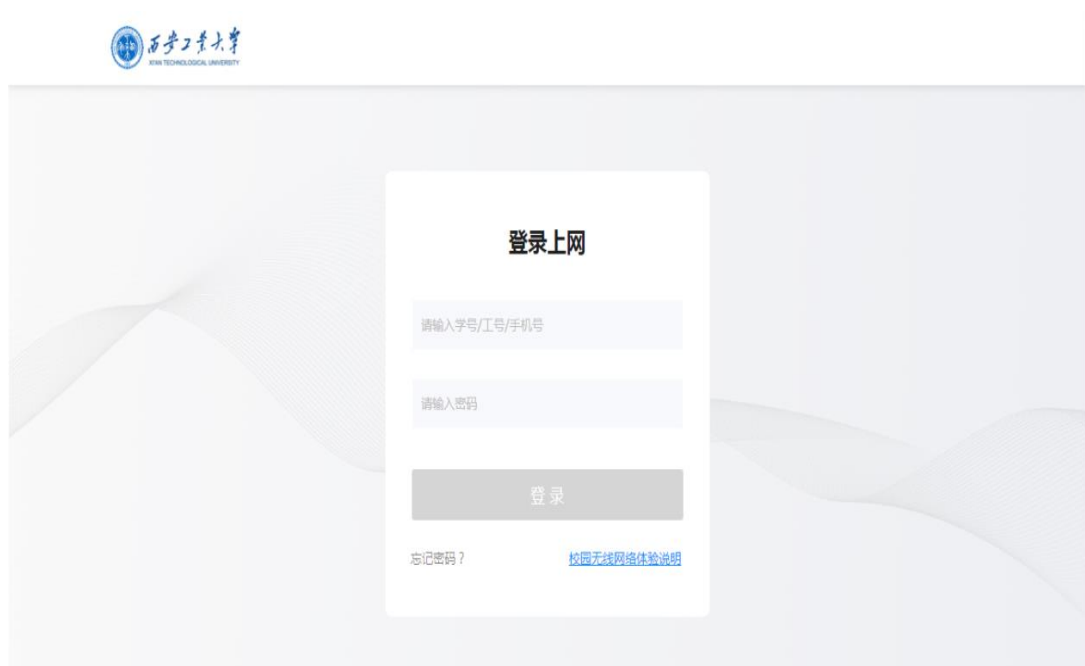 西安工业大学
XI'AN TECHNOLOGICAL UNIVERSITY
登录上网
请输入学号/工号/手机号
请输入密码
登 录
忘记密码？ 校园无线网络体验说明